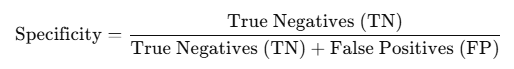 Specificity = True Negatives (TN) / True Negatives (TN) + False Positives (FP)